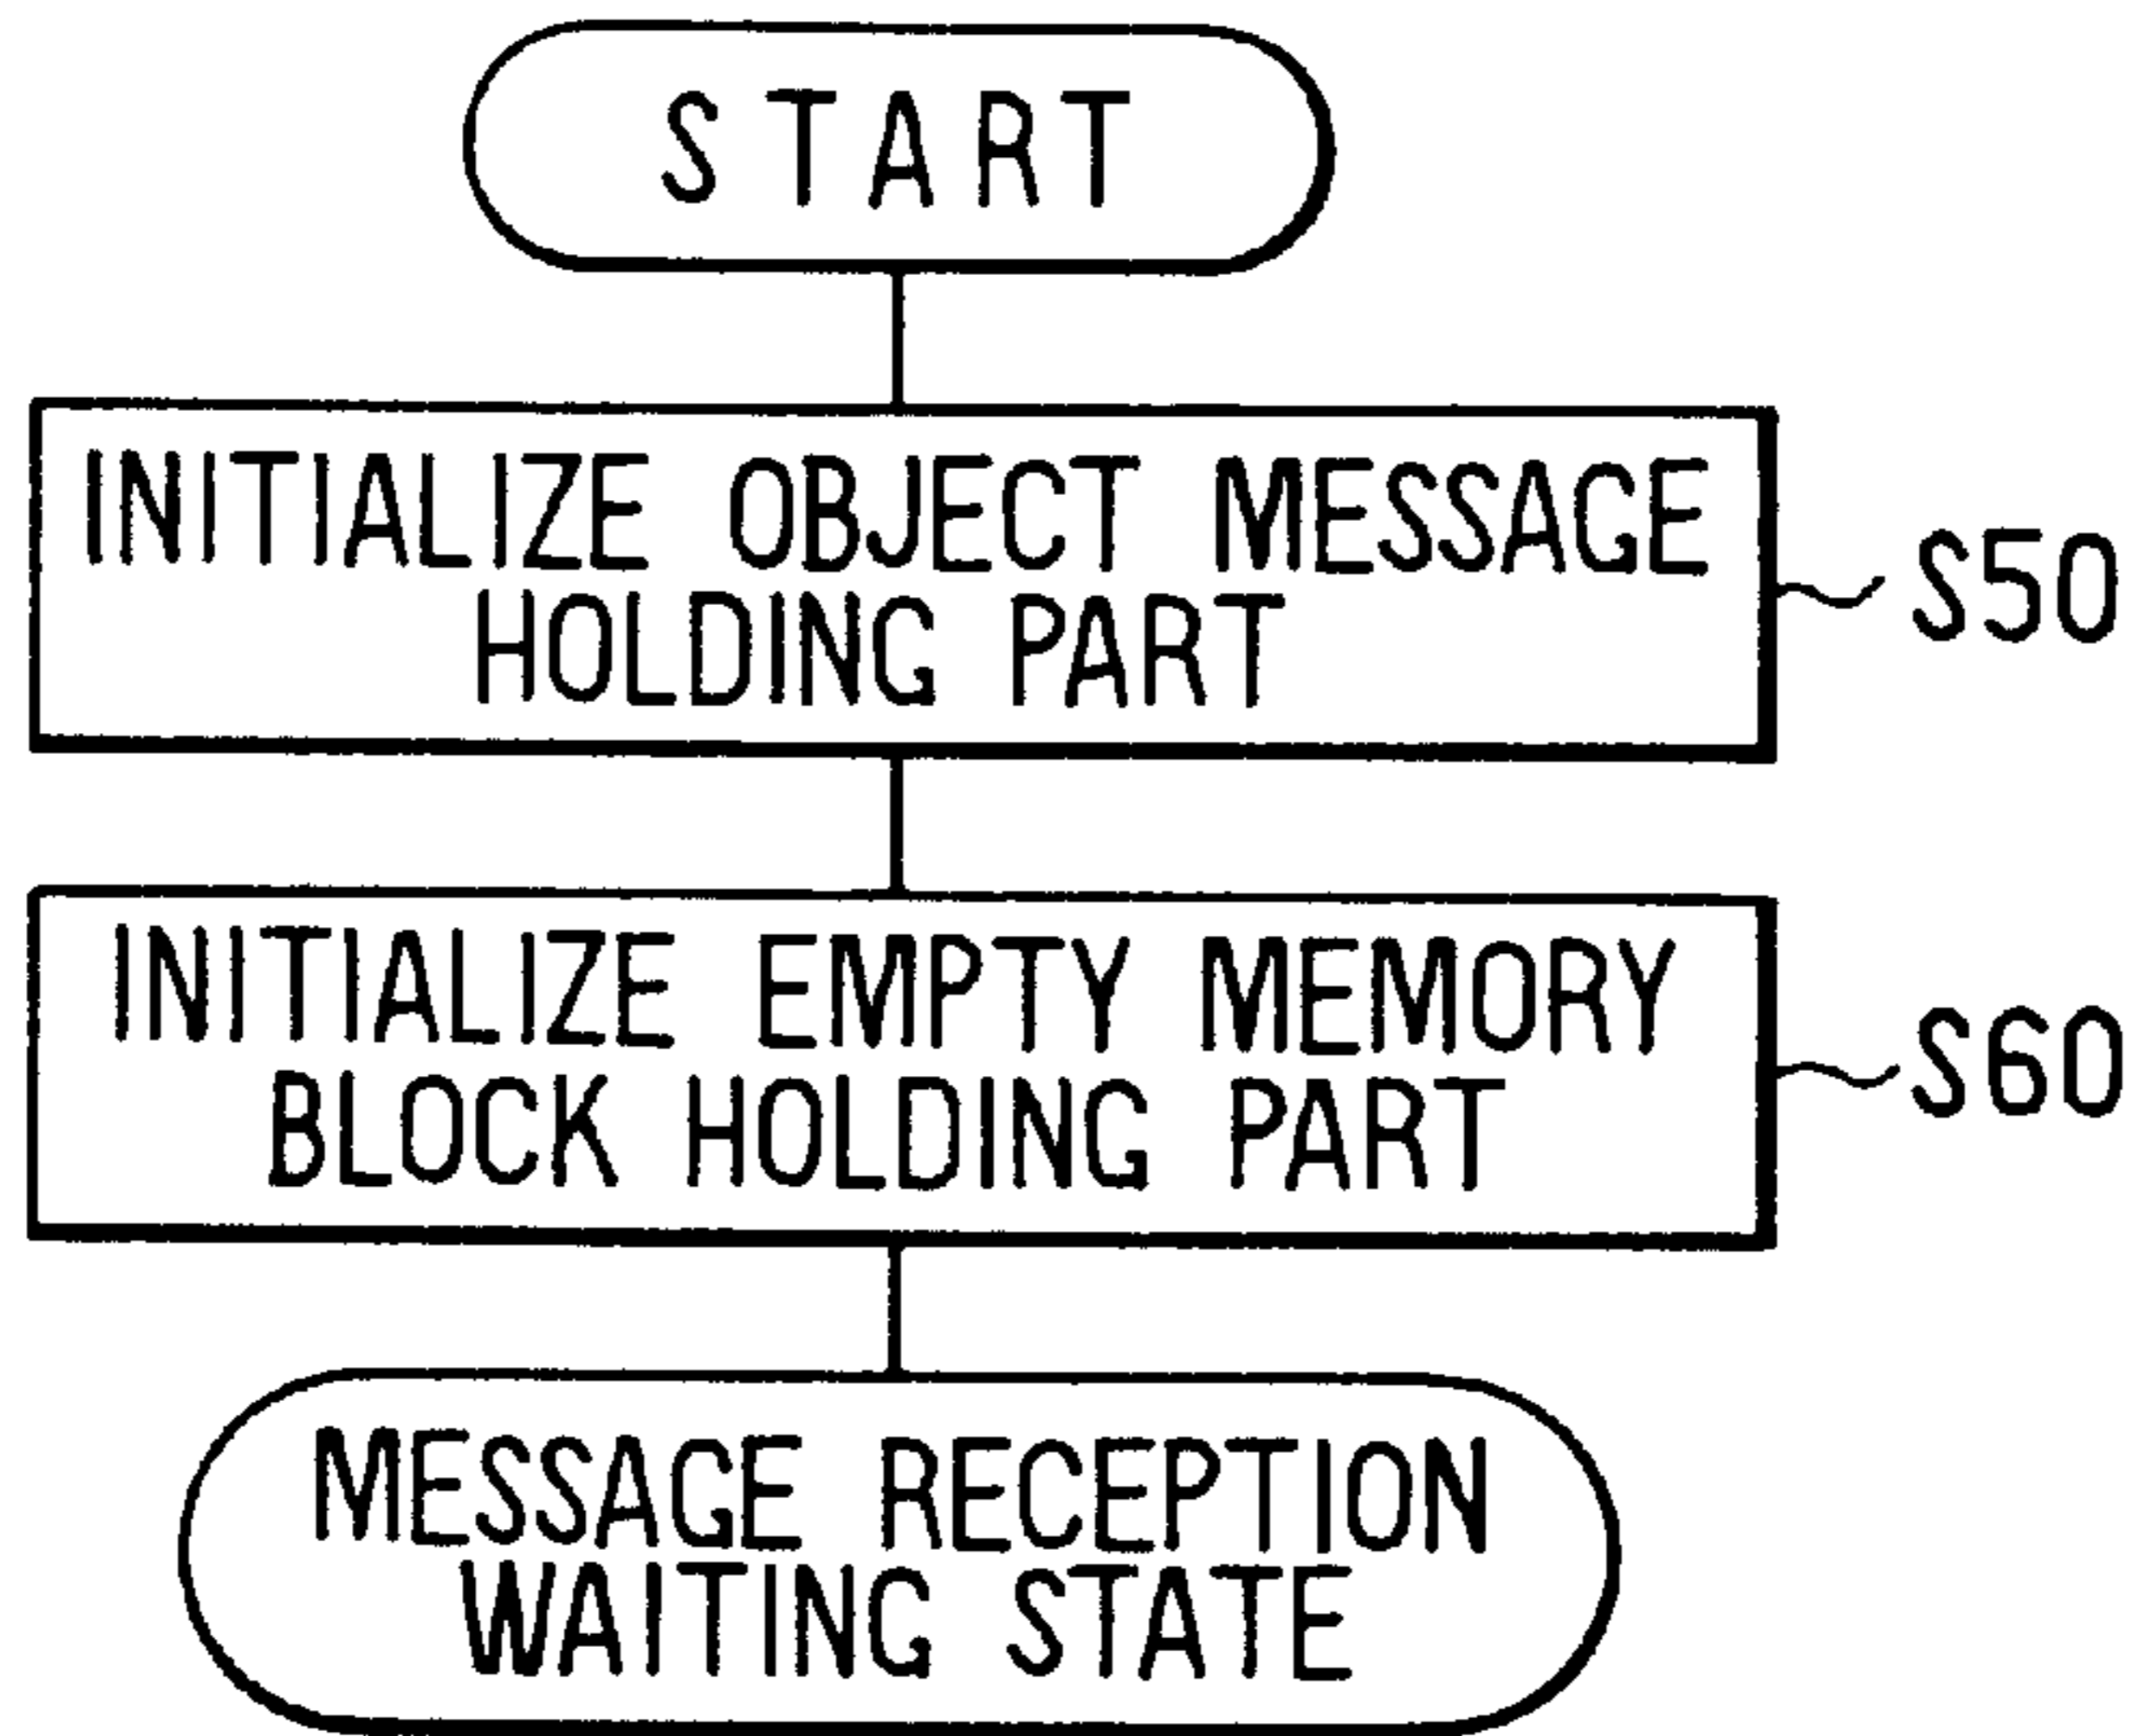 START
INITIALIZE OBJECT MESSAGE
HOLDING PART
S50
INITIALIZE EMPTY MEMORY
BLOCK HOLDING PART
S60
MESSAGE RECEPTION
WAITING STATE